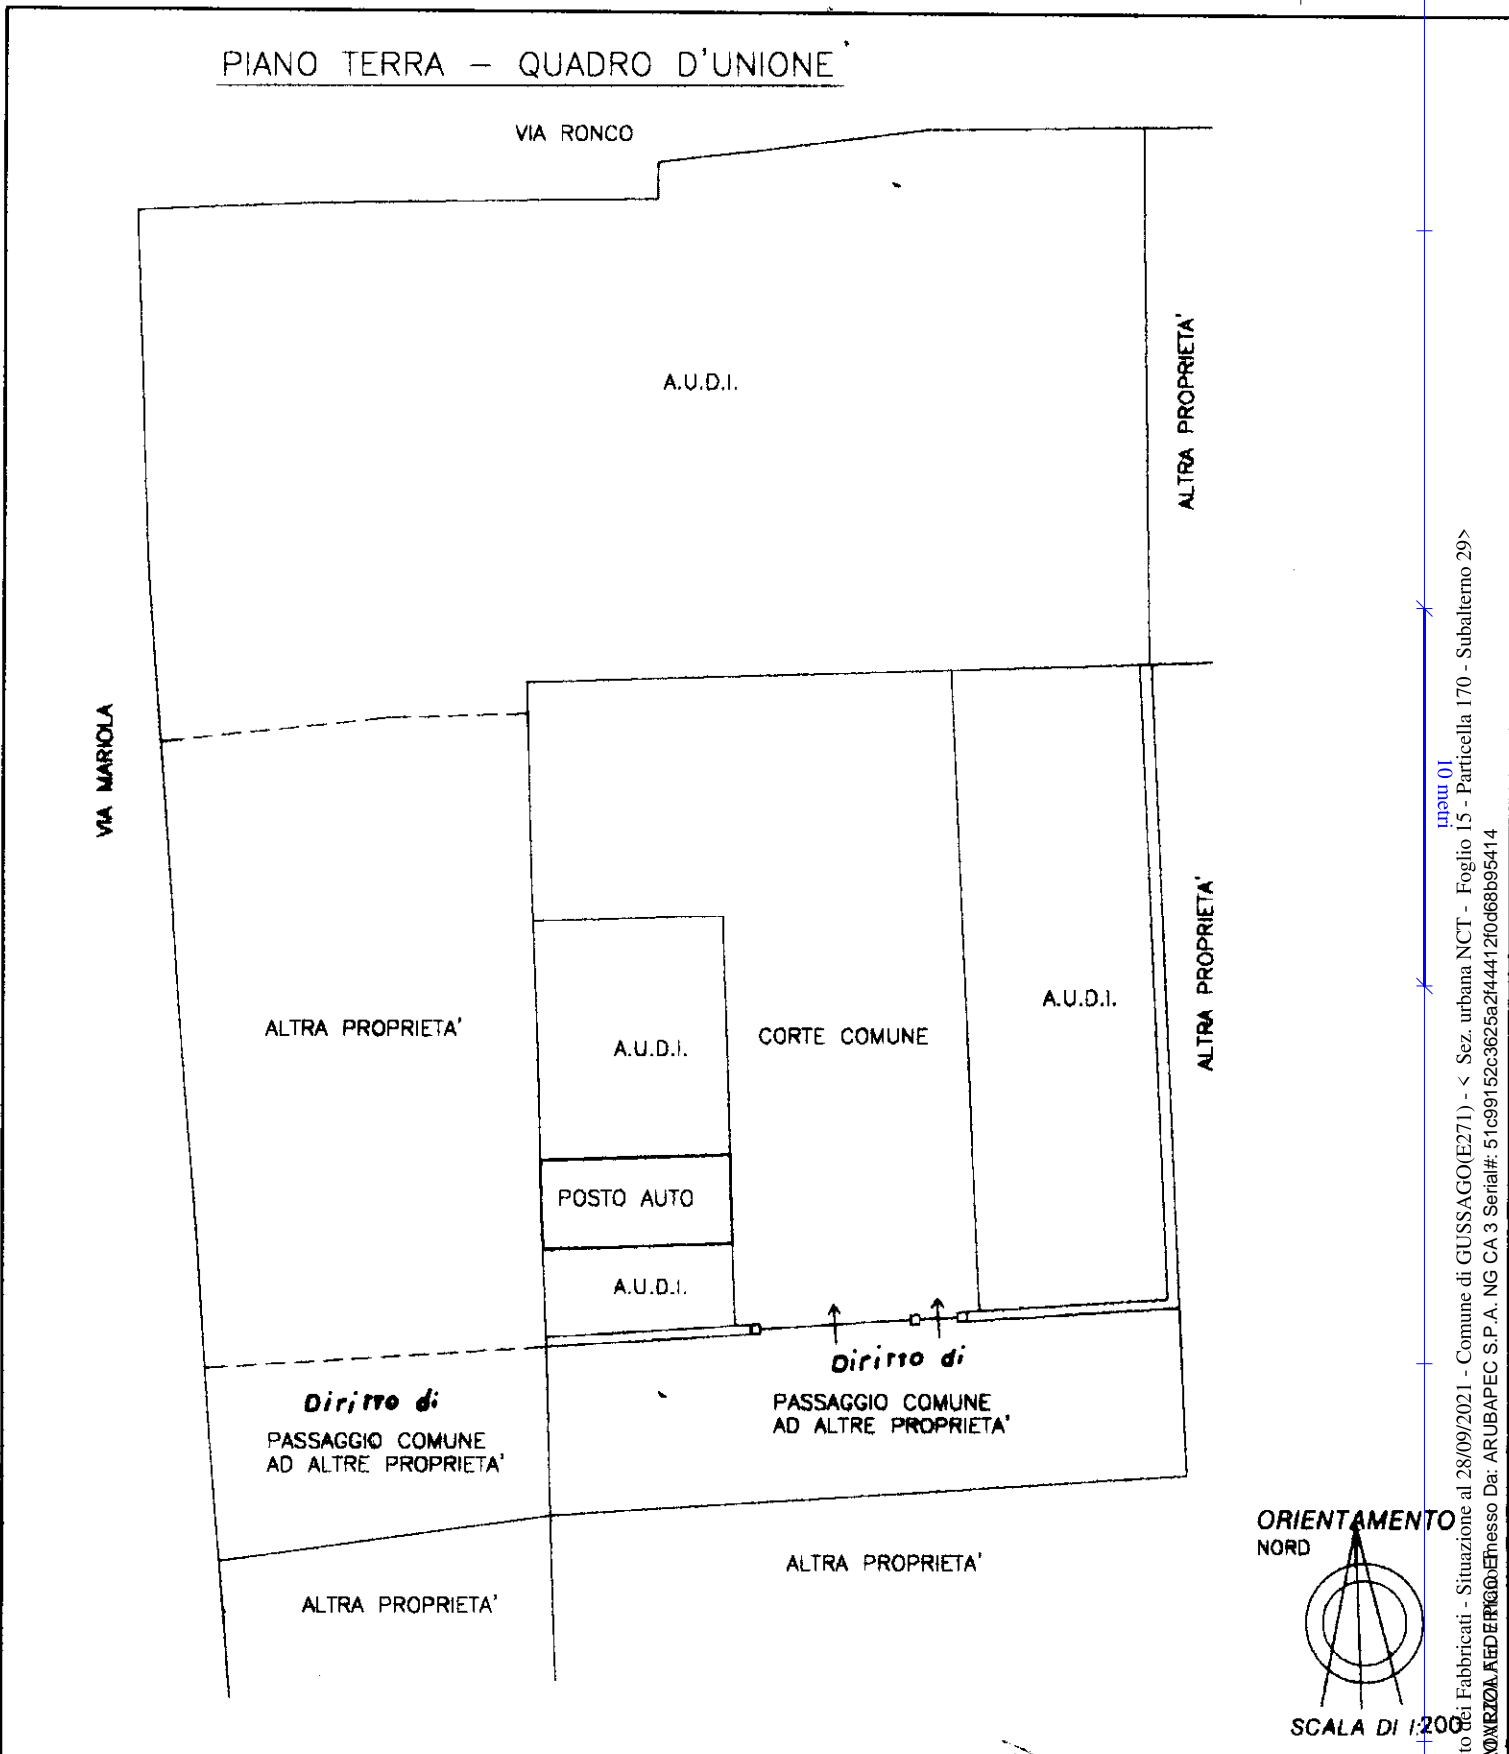 PIANO TERRA – QUADRO D'UNIONE
VIA RONCO
A.U.D.I.
ALTRA PROPRIETA'
VIA MARIOLA
ALTRA PROPRIETA'
A.U.D.I.
CORTE COMUNE
A.U.D.I.
ALTRA PROPRIETA'
POSTO AUTO
A.U.D.I.
Diritto di
PASSAGGIO COMUNE
AD ALTRE PROPRIETA'
Diritto di
PASSAGGIO COMUNE
AD ALTRE PROPRIETA'
ALTRA PROPRIETA'
ALTRA PROPRIETA'
ORIENTAMENTO
NORD
SCALA DI 1:200
10 metri
to dei Fabbricati - Situazione al 28/09/2021 - Comune di GUSSAGO(E271) - < Sez. urbana NCT - Foglio 15 - Particella 170 - Subalterno 29>
Emesso Da: ARUBAPEC S.P.A. NG CA 3 Serial#: 51c99152c3625a2f44412f0d68b95414